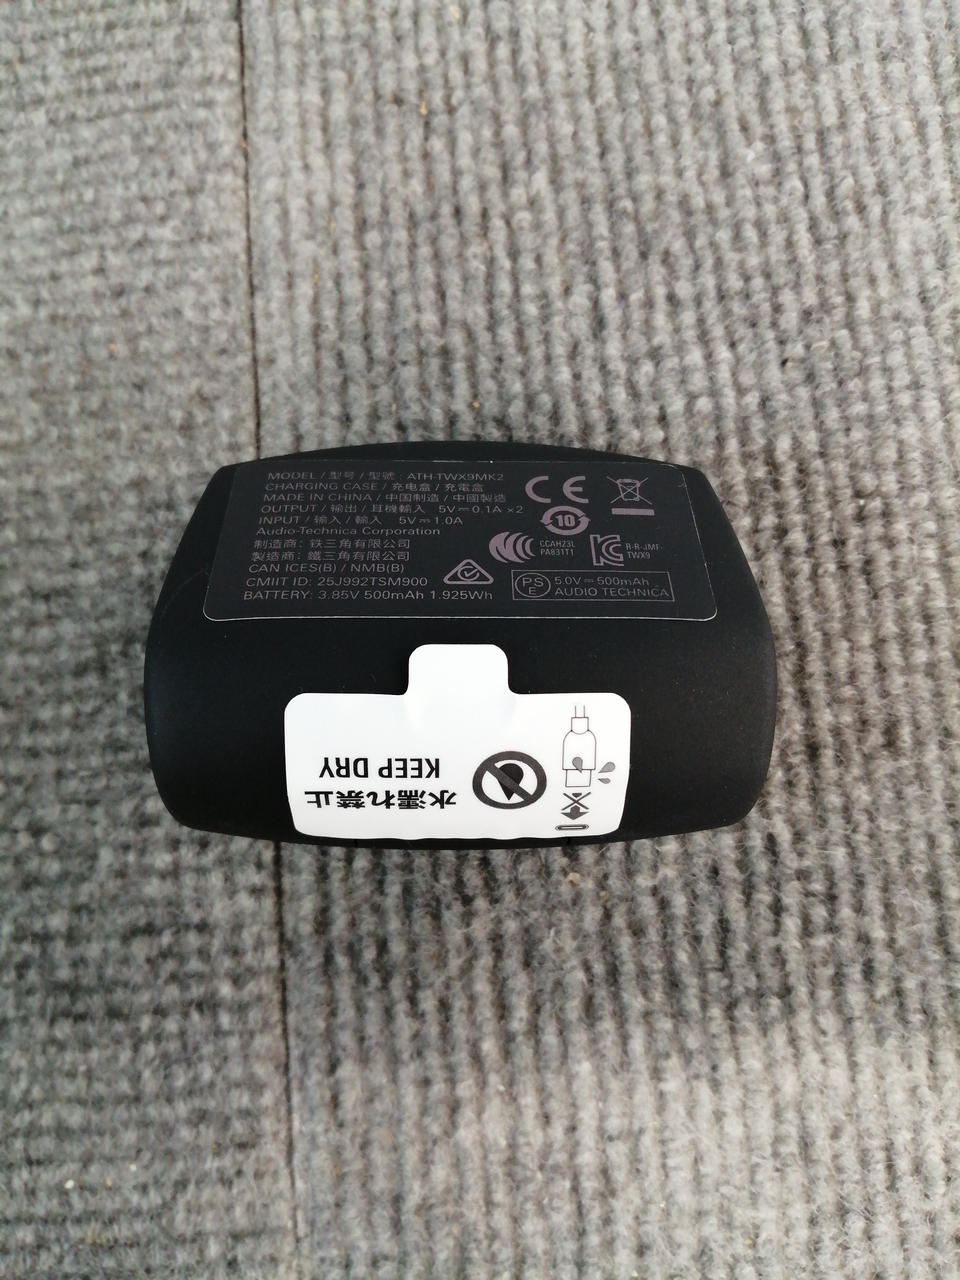 MODEL / 型号 / 型號 : ATH-TWX9MK2
CHARGING CASE / 充电盒 / 充電盒
MADE IN CHINA / 中国制造 / 中國製造
OUTPUT / 输出 / 耳機輸入 5V⎓0.1A ×2
INPUT / 输入 / 輸入 5V⎓1.0A
Audio-Technica Corporation
制造商: 铁三角有限公司
製造商: 鐵三角有限公司
CAN ICES(B) / NMB(B)
CMIIT ID: 25J992TSM900
BATTERY: 3.85V 500mAh 1.925Wh
CE
10
CCAH23L
PA831T1
R-R-JMF-
TWX9
PS
E
5.0V⎓500mAh
AUDIO TECHNICA
水濡れ禁止
KEEP DRY